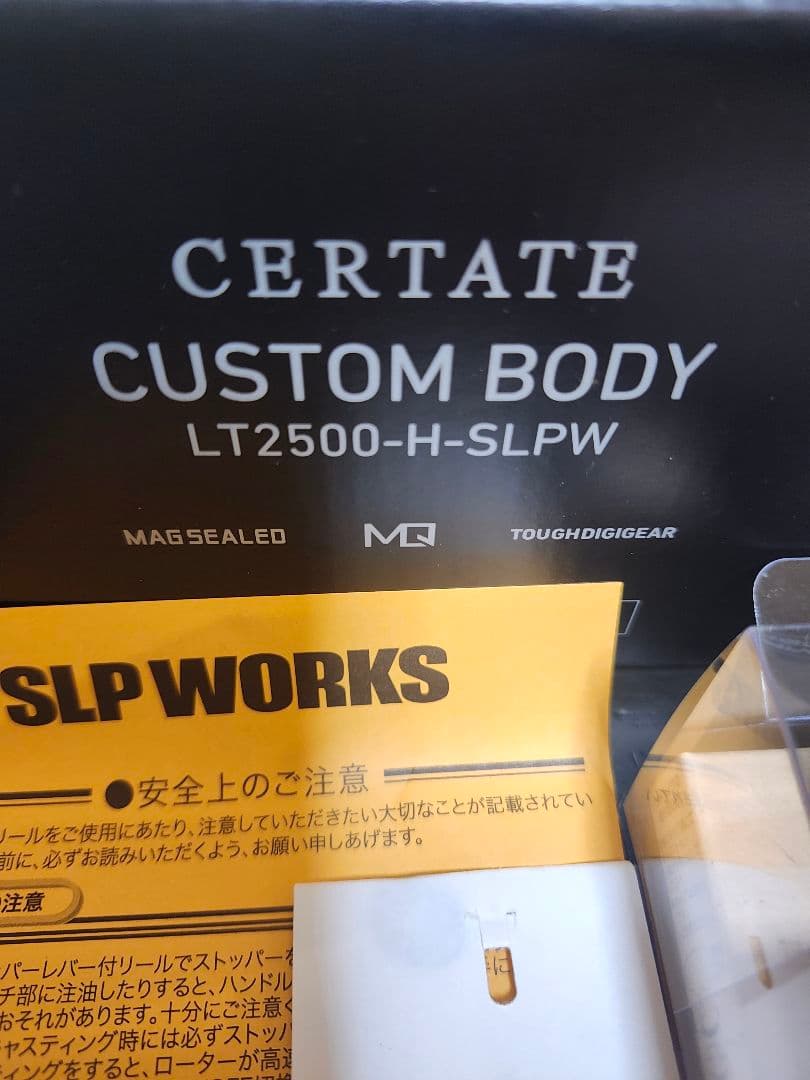 CERTATE
CUSTOM BODY
LT2500-H-SLPW
MAGSEALED MQ TOUGHDIGIGEAR
SLP WORKS
●安全上のご注意
リールをご使用にあたり、注意していただきたい大切なことが記載されてい
前に、必ずお読みいただくよう、お願い申しあげます。
注意
パーレバー付リールでストッパーを
チ部に注油したりすると、ハンドル
おそれがあります。十分にご注意く
ャスティング時には必ずストッパ
ィングをすると、ローターが高速
に